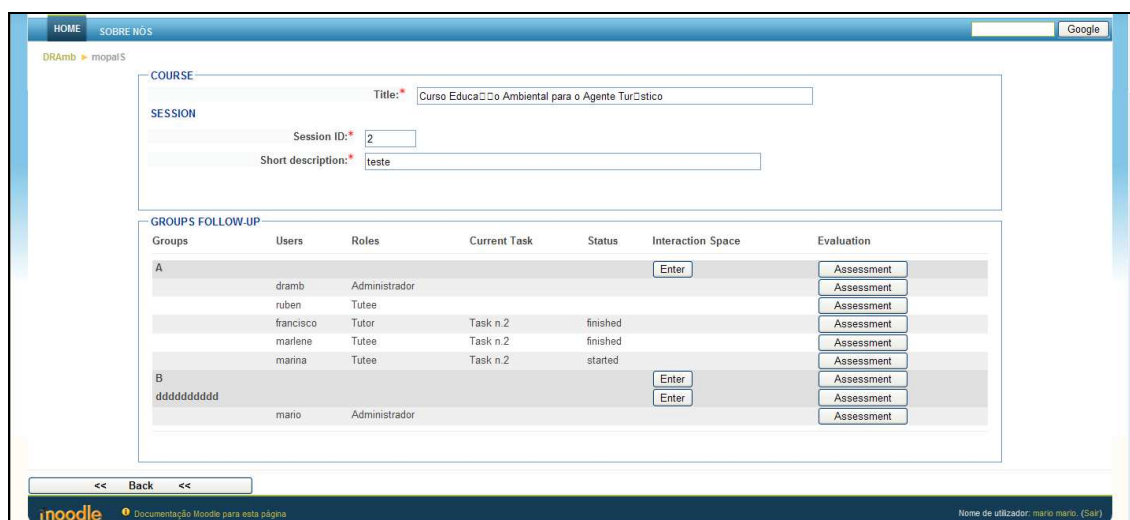 HOME SOBRE NÓS Google
DRAmb ► mopaIS
COURSE
Title:* Curso Educa□□o Ambiental para o Agente Tur□stico
SESSION
Session ID:* 2
Short description:* teste
GROUPS FOLLOW-UP
Groups Users Roles Current Task Status Interaction Space Evaluation
A Enter Assessment
dramb Administrador Assessment
ruben Tutee Assessment
francisco Tutor Task n.2 finished Assessment
marlene Tutee Task n.2 finished Assessment
marina Tutee Task n.2 started Assessment
B Enter Assessment
dddddddddd Enter Assessment
mario Administrador Assessment
<< Back <<
moodle Documentação Moodle para esta página Nome de utilizador: mario mario. (Sair)